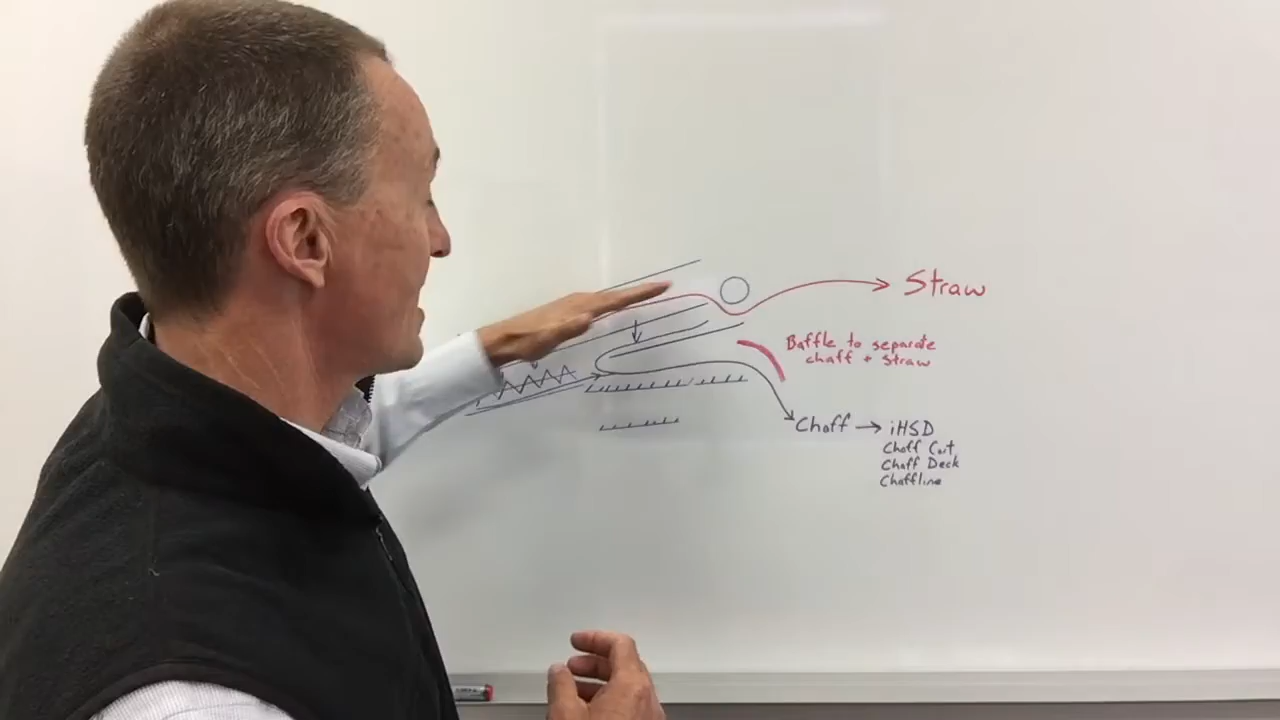 Straw
Baffle to separate
chaff + straw
Chaff → iHSD
Chaff Cart
Chaff Deck
Chaffline